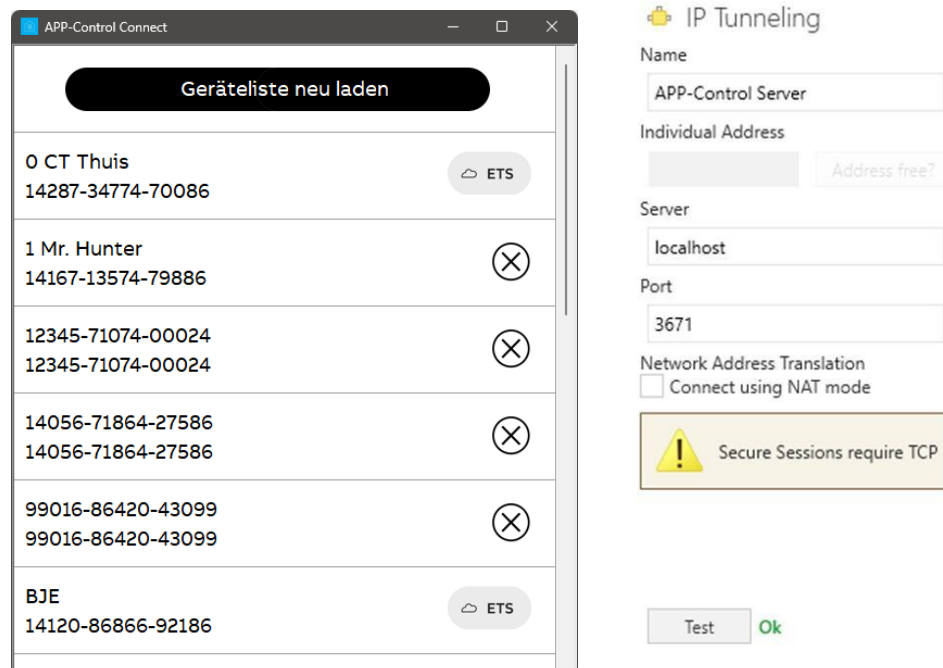 APP-Control Connect
Geräteliste neu laden
0 CT Thuis
14287-34774-70086
ETS
1 Mr. Hunter
14167-13574-79886
12345-71074-00024
12345-71074-00024
14056-71864-27586
14056-71864-27586
99016-86420-43099
99016-86420-43099
BJE
14120-86866-92186
ETS
IP Tunneling
Name
APP-Control Server
Individual Address
Address free?
Server
localhost
Port
3671
Network Address Translation
Connect using NAT mode
Secure Sessions require TCP
Test Ok